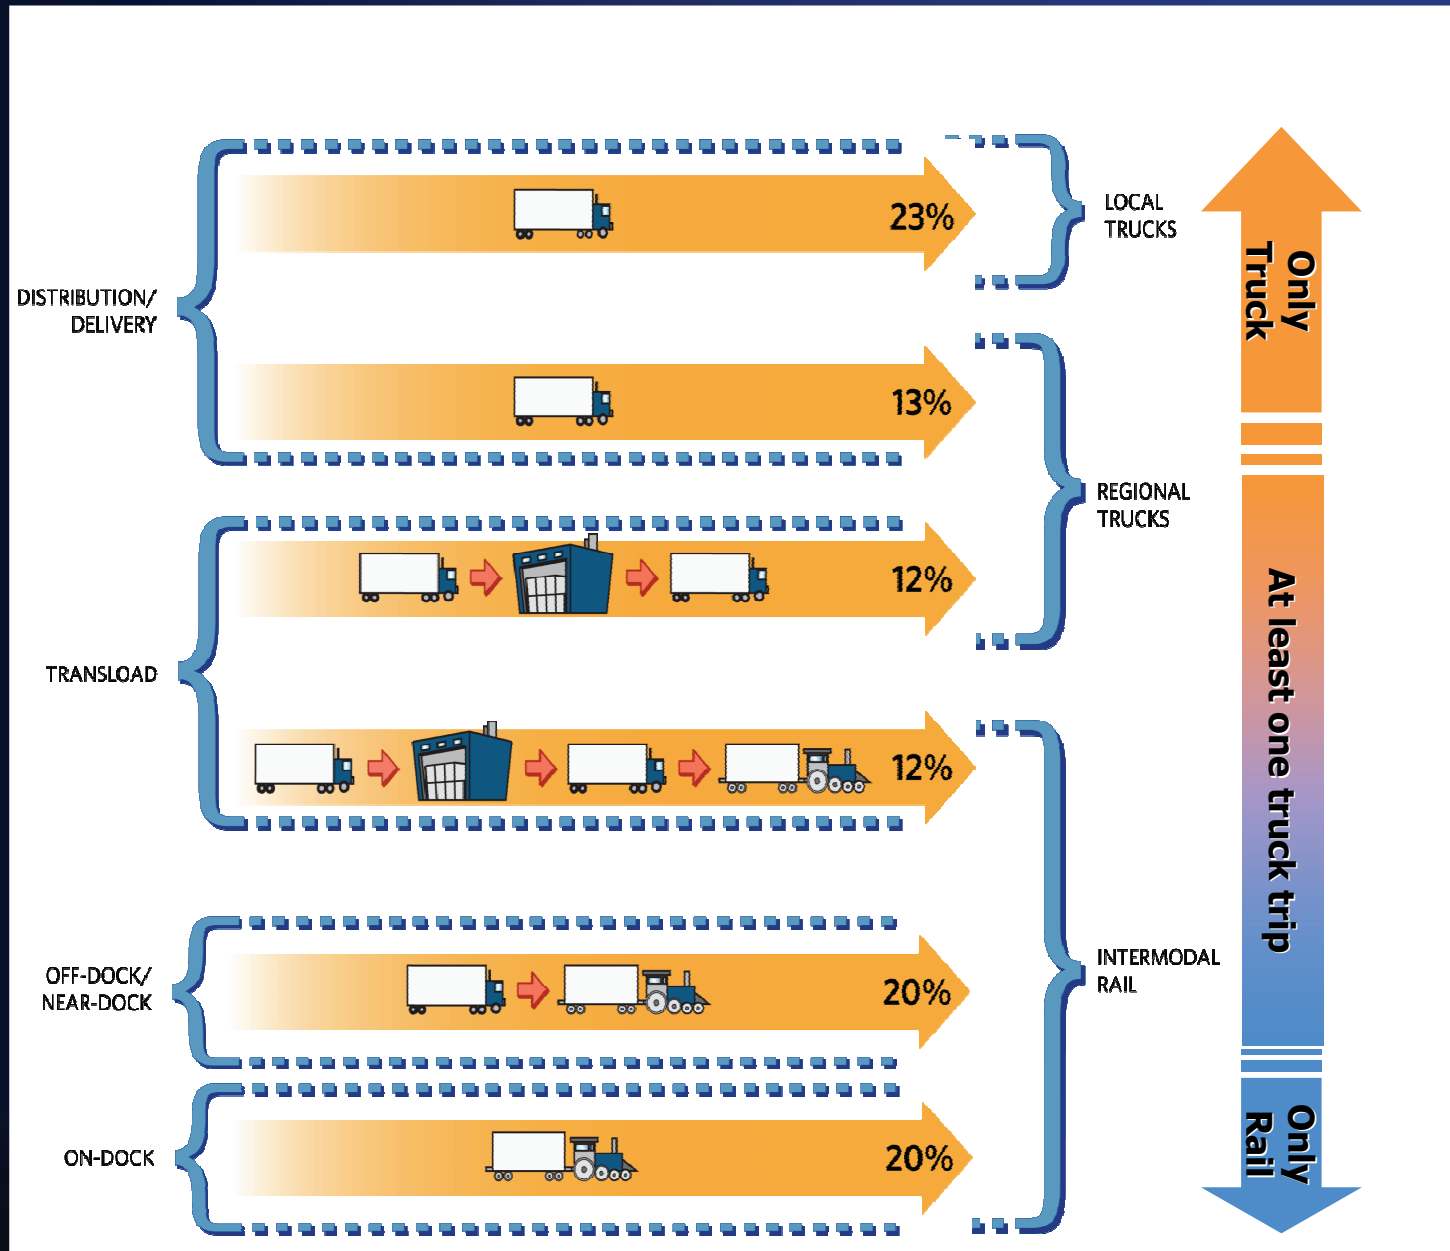 DISTRIBUTION/
DELIVERY
23%
LOCAL
TRUCKS
13%
REGIONAL
TRUCKS
TRANSLOAD
12%
12%
OFF-DOCK/
NEAR-DOCK
20%
INTERMODAL
RAIL
ON-DOCK
20%
Only
Truck
At least one truck trip
Only
Rail